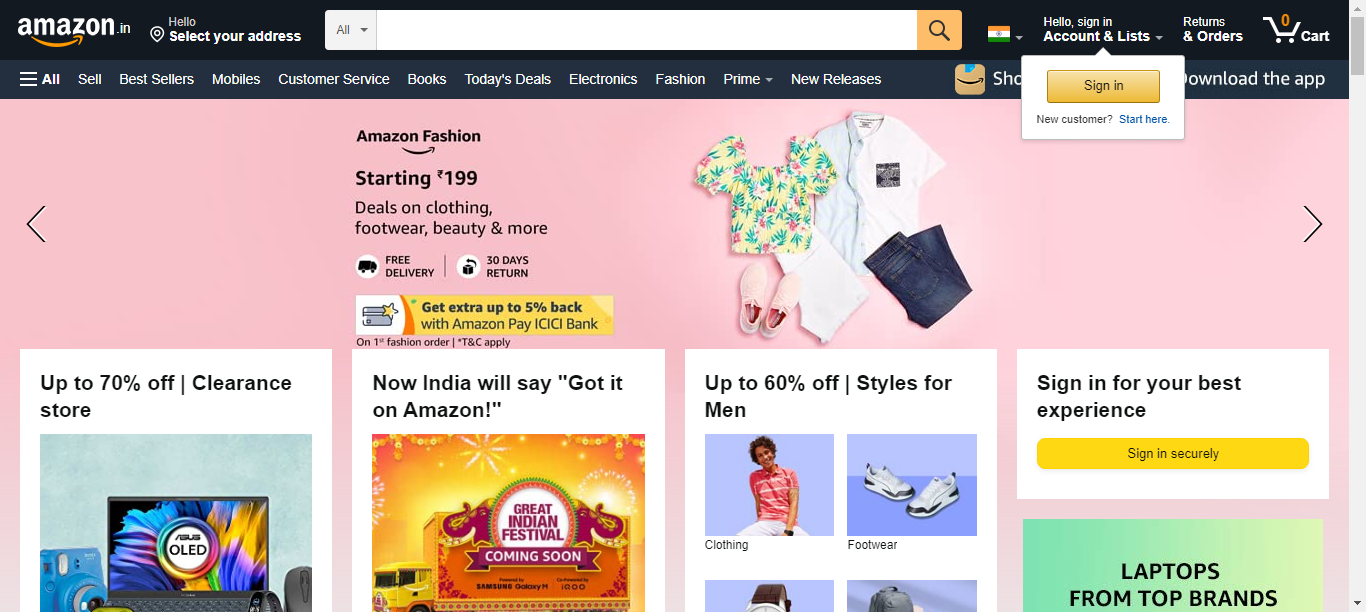 amazon.in
Hello
Select your address
All
Hello, sign in
Account & Lists
Returns
& Orders
0
Cart
All
Sell
Best Sellers
Mobiles
Customer Service
Books
Today's Deals
Electronics
Fashion
Prime
New Releases
Sho
Download the app
Sign in
New customer? Start here.
Amazon Fashion
Starting ₹199
Deals on clothing,
footwear, beauty & more
FREE
DELIVERY
30 DAYS
RETURN
Get extra up to 5% back
with Amazon Pay ICICI Bank
On 1st fashion order | *T&C apply
Up to 70% off | Clearance
store
ASUS
OLED
Now India will say "Got it
on Amazon!"
GREAT
INDIAN
FESTIVAL
COMING SOON
Powered by
SAMSUNG Galaxy M
Co-Powered by
iQOO
Up to 60% off | Styles for
Men
Clothing
Footwear
Sign in for your best
experience
Sign in securely
LAPTOPS
FROM TOP BRANDS